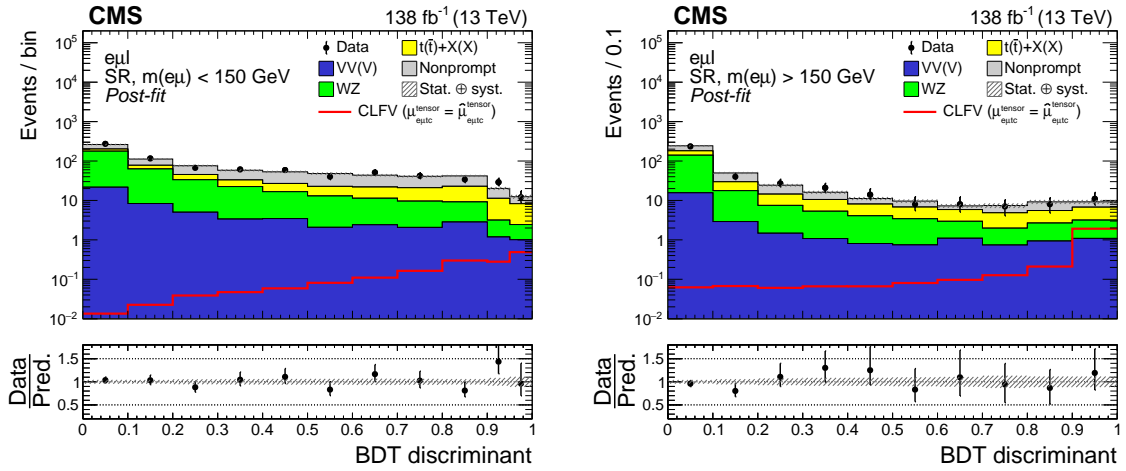 CMS 138 fb⁻¹ (13 TeV)
Events / bin
10⁵
10⁴
10³
10²
10
1
10⁻¹
10⁻²
eμl
SR, m(eμ) < 150 GeV
Post-fit
Data t(t̄)+X(X)
VV(V) Nonprompt
WZ Stat. ⊕ syst.
CLFV (μ^tensor_eμtc = μ̂^tensor_eμtc)
Data
Pred.
1.5
1
0.5
0 0.1 0.2 0.3 0.4 0.5 0.6 0.7 0.8 0.9 1
BDT discriminant
CMS 138 fb⁻¹ (13 TeV)
Events / 0.1
10⁵
10⁴
10³
10²
10
1
10⁻¹
10⁻²
eμl
SR, m(eμ) > 150 GeV
Post-fit
Data t(t̄)+X(X)
VV(V) Nonprompt
WZ Stat. ⊕ syst.
CLFV (μ^tensor_eμtc = μ̂^tensor_eμtc)
Data
Pred.
1.5
1
0.5
0 0.1 0.2 0.3 0.4 0.5 0.6 0.7 0.8 0.9 1
BDT discriminant